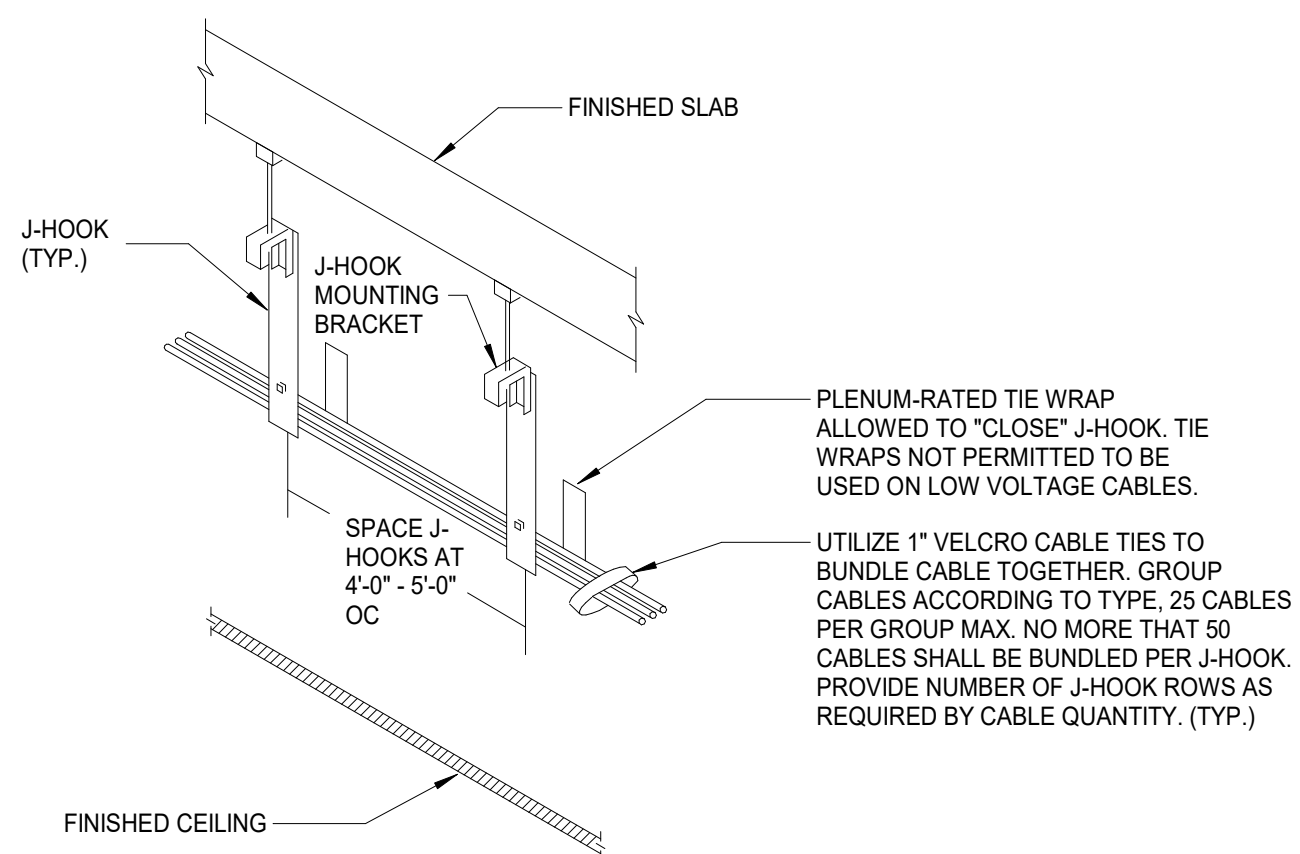 FINISHED SLAB
J-HOOK
(TYP.)
J-HOOK
MOUNTING
BRACKET
PLENUM-RATED TIE WRAP
ALLOWED TO "CLOSE" J-HOOK. TIE
WRAPS NOT PERMITTED TO BE
USED ON LOW VOLTAGE CABLES.
SPACE J-
HOOKS AT
4'-0" - 5'-0"
OC
UTILIZE 1" VELCRO CABLE TIES TO
BUNDLE CABLE TOGETHER. GROUP
CABLES ACCORDING TO TYPE, 25 CABLES
PER GROUP MAX. NO MORE THAT 50
CABLES SHALL BE BUNDLED PER J-HOOK.
PROVIDE NUMBER OF J-HOOK ROWS AS
REQUIRED BY CABLE QUANTITY. (TYP.)
FINISHED CEILING